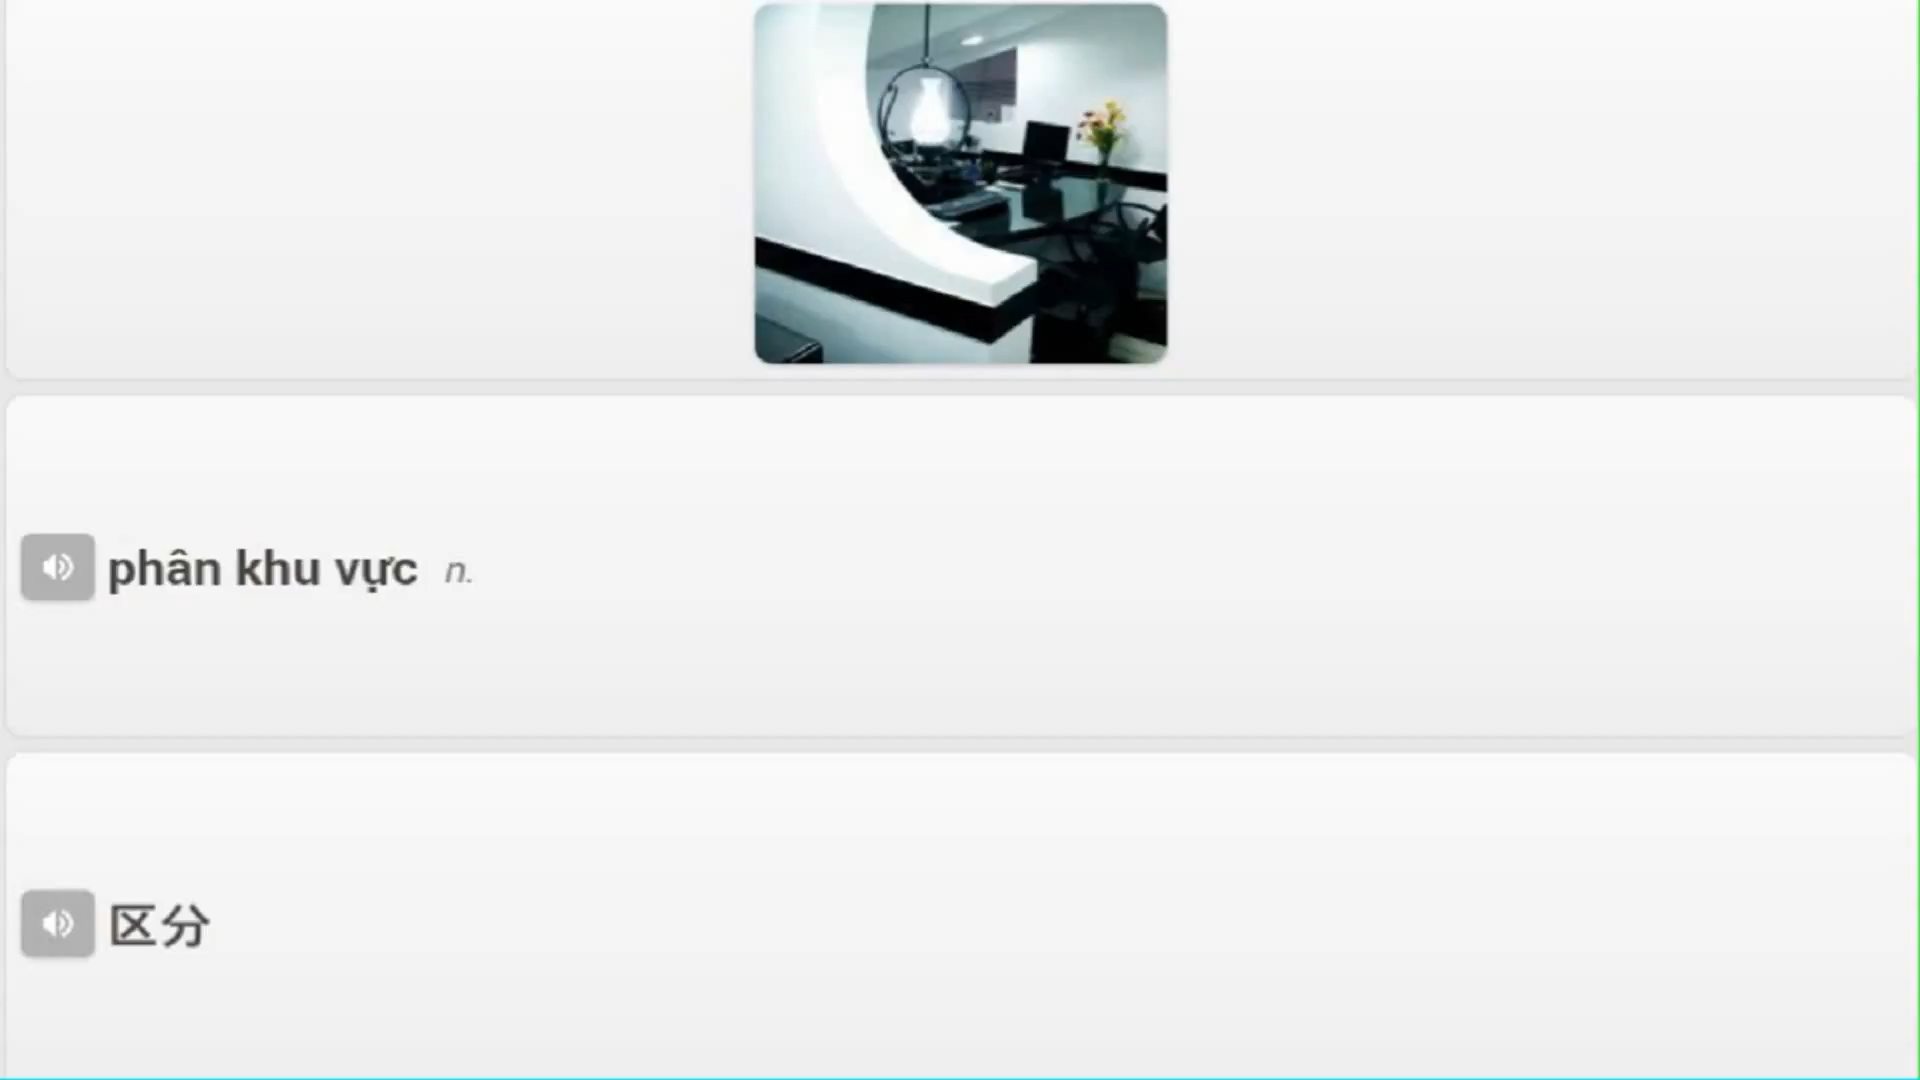 phân khu vực n.
区分